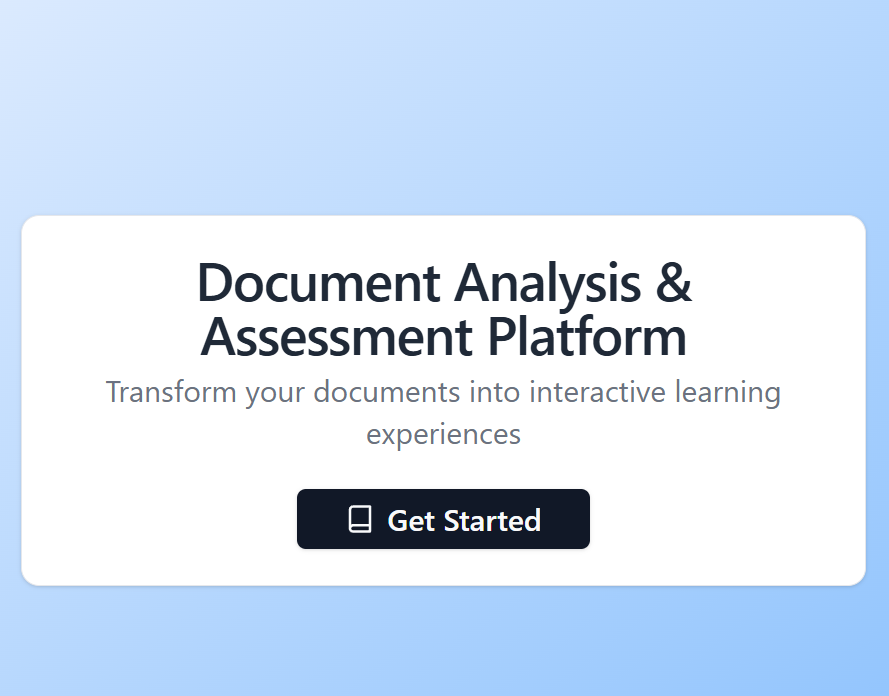 Document Analysis &
Assessment Platform
Transform your documents into interactive learning
experiences
Get Started